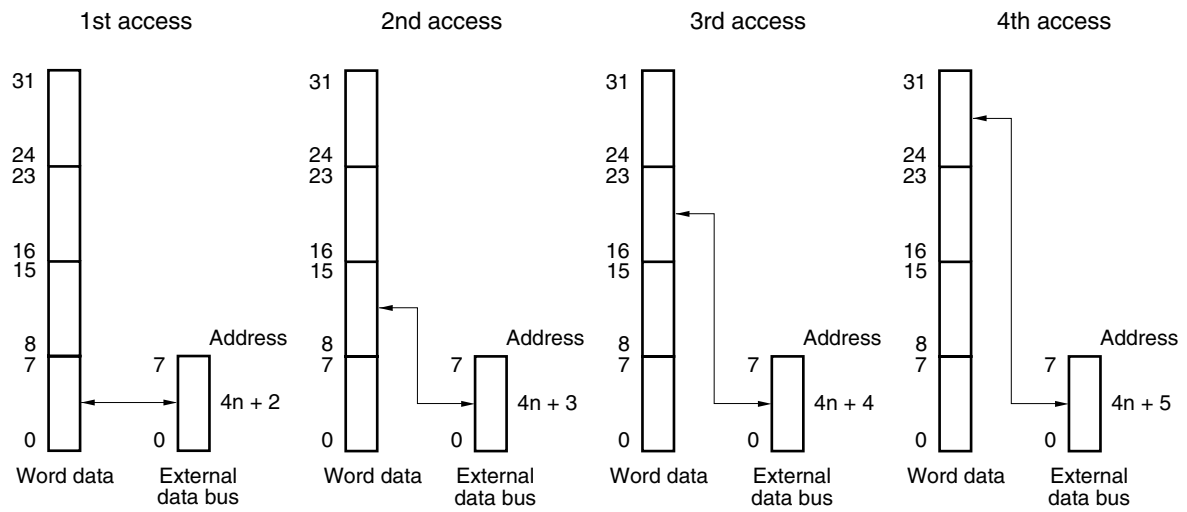 1st access
31
24
23
16
15
8
7
0
Word data
Address
7
4n + 2
0
External
data bus
2nd access
31
24
23
16
15
8
7
0
Word data
Address
7
4n + 3
0
External
data bus
3rd access
31
24
23
16
15
8
7
0
Word data
Address
7
4n + 4
0
External
data bus
4th access
31
24
23
16
15
8
7
0
Word data
Address
7
4n + 5
0
External
data bus